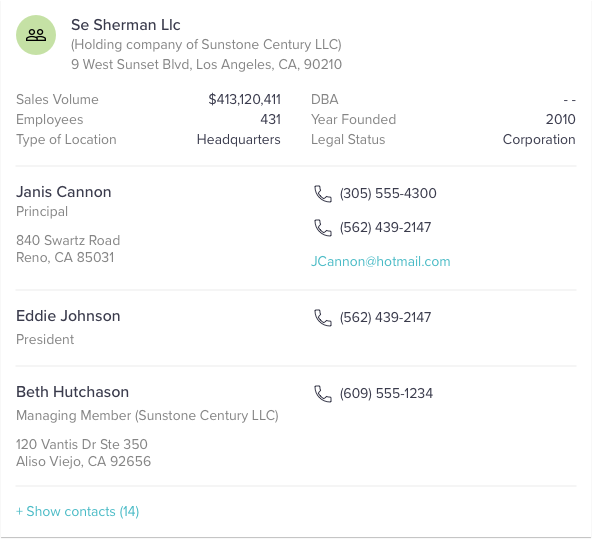 Se Sherman Llc
(Holding company of Sunstone Century LLC)
9 West Sunset Blvd, Los Angeles, CA, 90210
Sales Volume $413,120,411
Employees 431
Type of Location Headquarters
DBA - -
Year Founded 2010
Legal Status Corporation
Janis Cannon
Principal
840 Swartz Road
Reno, CA 85031
(305) 555-4300
(562) 439-2147
JCannon@hotmail.com
Eddie Johnson
President
(562) 439-2147
Beth Hutchason
Managing Member (Sunstone Century LLC)
120 Vantis Dr Ste 350
Aliso Viejo, CA 92656
(609) 555-1234
+ Show contacts (14)